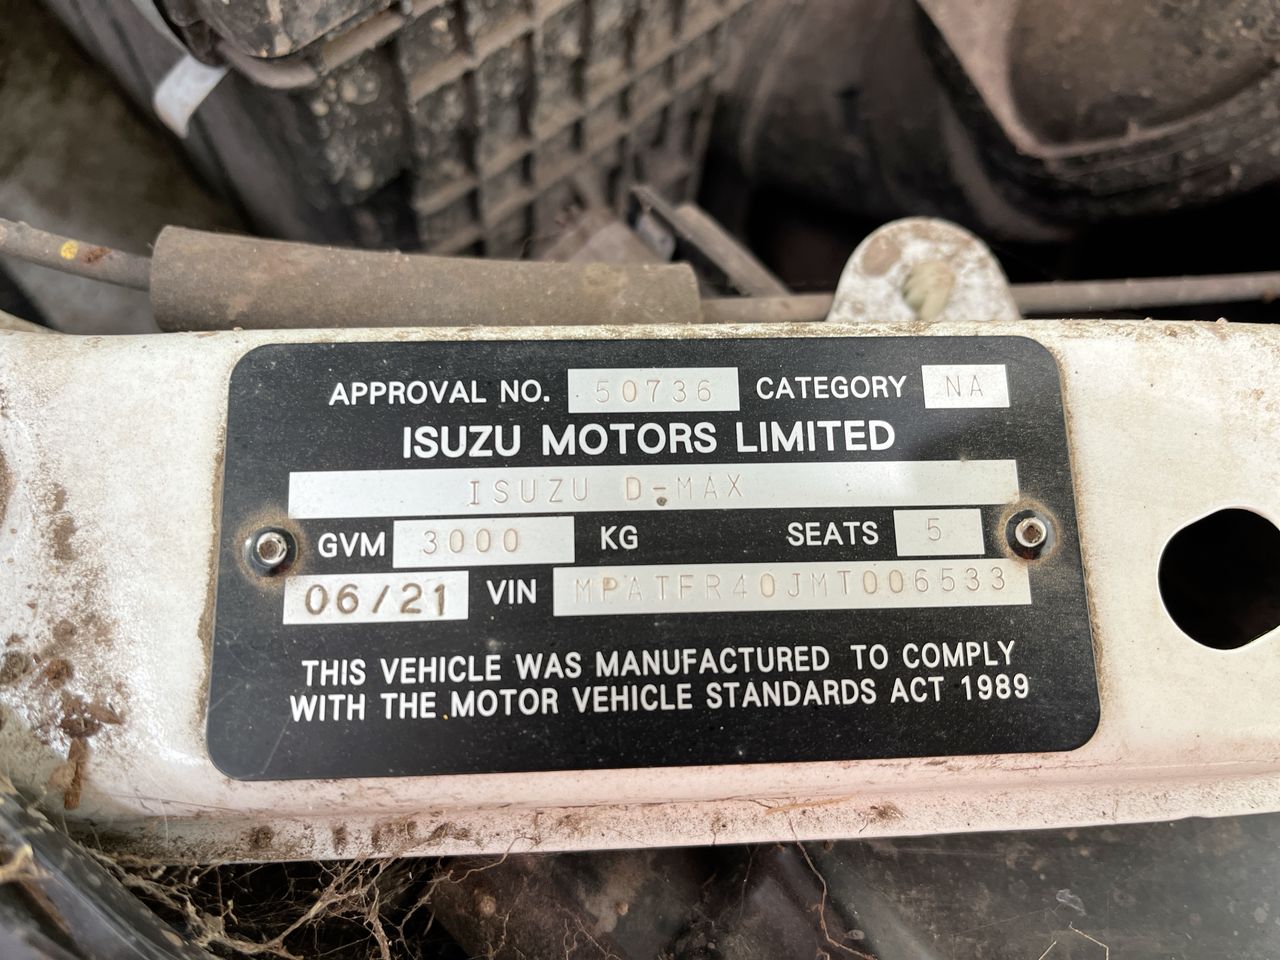 APPROVAL NO. 50736 CATEGORY NA
ISUZU MOTORS LIMITED
ISUZU D-MAX
GVM 3000 KG SEATS 5
06/21 VIN MPATFR40JMT006533
THIS VEHICLE WAS MANUFACTURED TO COMPLY
WITH THE MOTOR VEHICLE STANDARDS ACT 1989